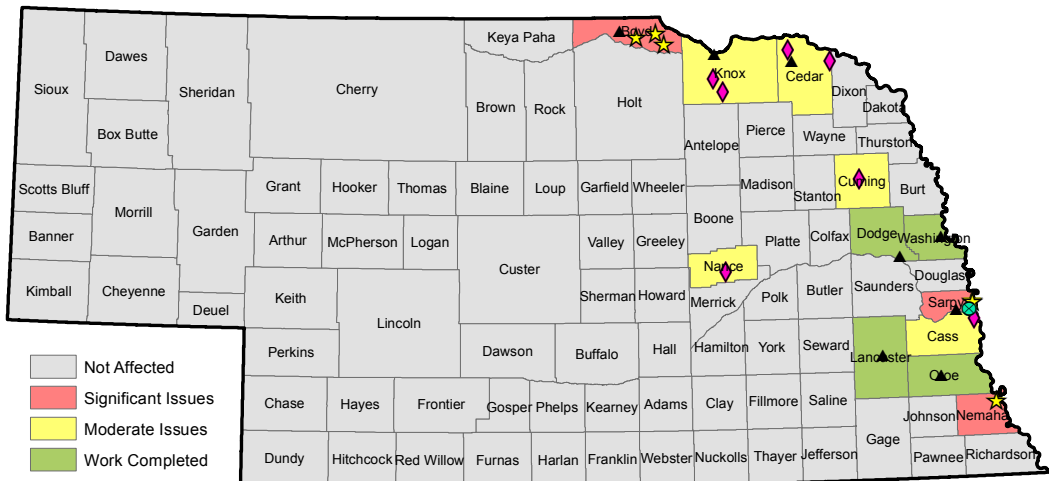 Keya Paha
Boyd
Dawes
Sioux
Sheridan
Cherry
Brown
Rock
Holt
Knox
Cedar
Dixon
Dakota
Box Butte
Antelope
Pierce
Wayne
Thurston
Scotts Bluff
Morrill
Grant
Hooker
Thomas
Blaine
Loup
Garfield
Wheeler
Madison
Stanton
Cuming
Burt
Banner
Garden
Arthur
McPherson
Logan
Custer
Valley
Greeley
Boone
Platte
Colfax
Dodge
Washington
Kimball
Cheyenne
Deuel
Keith
Lincoln
Sherman
Howard
Nance
Merrick
Polk
Butler
Saunders
Douglas
Sarpy
Perkins
Dawson
Buffalo
Hall
Hamilton
York
Seward
Lancaster
Cass
Otoe
Chase
Hayes
Frontier
Gosper
Phelps
Kearney
Adams
Clay
Fillmore
Saline
Gage
Johnson
Nemaha
Dundy
Hitchcock
Red Willow
Furnas
Harlan
Franklin
Webster
Nuckolls
Thayer
Jefferson
Pawnee
Richardson
Not Affected
Significant Issues
Moderate Issues
Work Completed